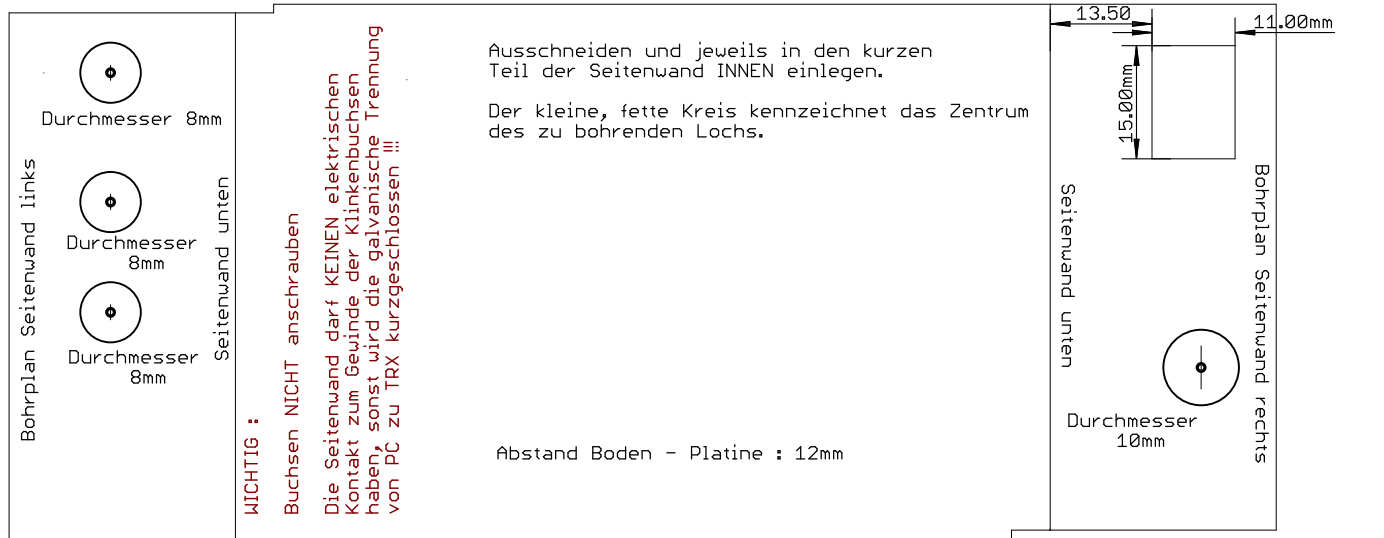 Durchmesser 8mm
Durchmesser
8mm
Durchmesser
8mm
Bohrplan Seitenwand links
Seitenwand unten
WICHTIG :
Buchsen NICHT anschrauben
Die Seitenwand darf KEINEN elektrischen
Kontakt zum Gewinde der Klinkenbuchsen
haben, sonst wird die galvanische Trennung
von PC zu TRX kurzgeschlossen !!!
Ausschneiden und jeweils in den kurzen
Teil der Seitenwand INNEN einlegen.
Der kleine, fette Kreis kennzeichnet das Zentrum
des zu bohrenden Lochs.
Abstand Boden - Platine : 12mm
13.50
11.00mm
15.00mm
Seitenwand unten
Bohrplan Seitenwand rechts
Durchmesser
10mm